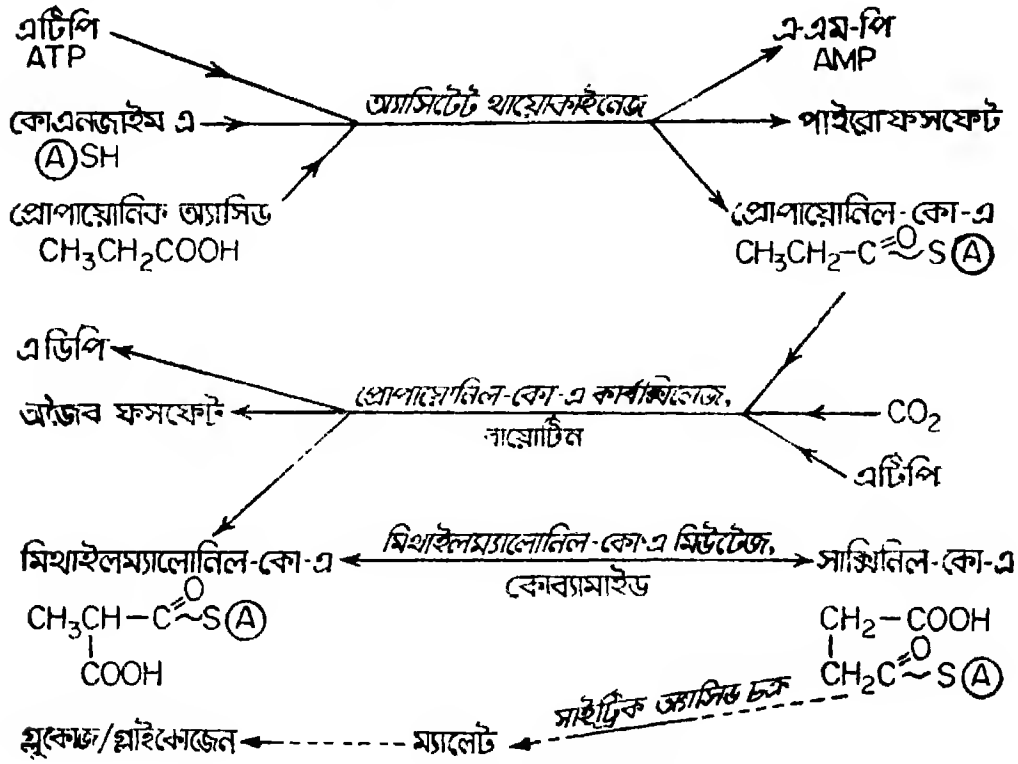 এটিপি
ATP
এ-এম-পি
AMP
অ্যাসিটেট থায়োকাইনেজ
কোএনজাইম এ
ⒶSH
পাইরোফসফেট
প্রোপায়োনিক অ্যাসিড
CH₃CH₂COOH
প্রোপায়োনিল-কো-এ
CH₃CH₂-C=O~SⒶ
এডিপি
প্রোপায়োনিল-কো-এ কার্বক্সিলেজ,
অজৈব ফসফেট
বায়োটিন
CO₂
এটিপি
মিথাইলম্যালোনিল-কো-এ
মিথাইলম্যালোনিল-কো-এ মিউটেজ,
কোব্যামাইড
সাক্সিনিল-কো-এ
CH₃CH-C=O~SⒶ
COOH
CH₂-COOH
CH₂C=O~SⒶ
সাইট্রিক অ্যাসিড চক্র
গ্লুকোজ/গ্লাইকোজেন
ম্যালেট